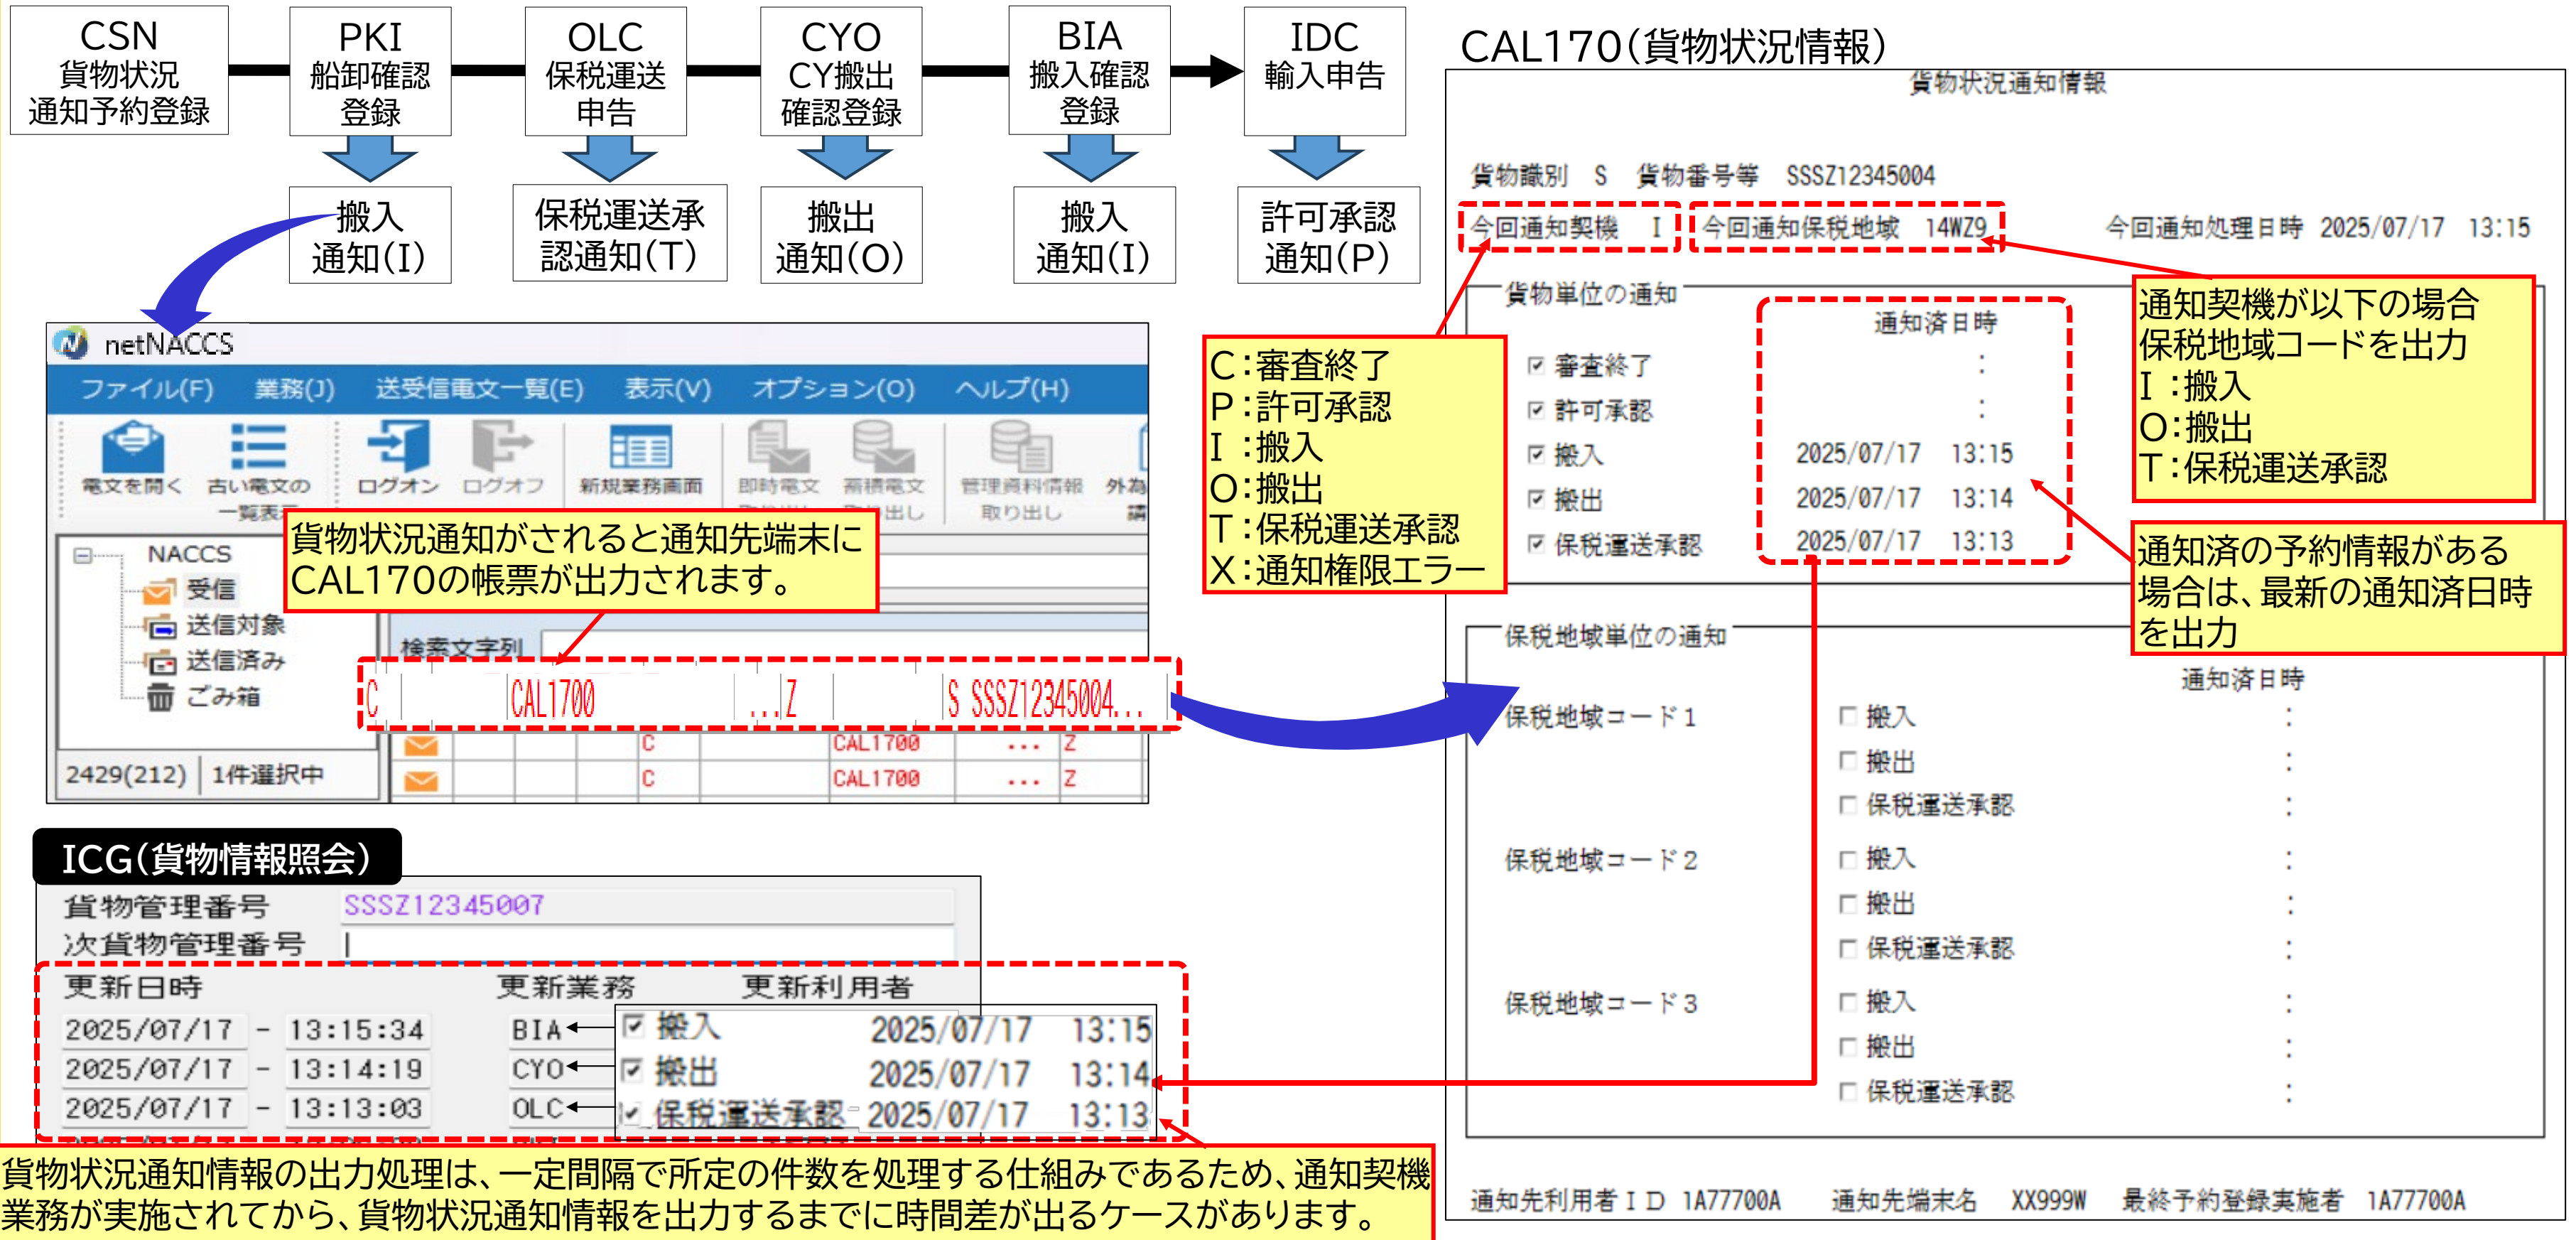 CSN
貨物状況
通知予約登録
PKI
船卸確認
登録
OLC
保税運送
申告
CYO
CY搬出
確認登録
BIA
搬入確認
登録
IDC
輸入申告
搬入
通知(I)
保税運送承
認通知(T)
搬出
通知(O)
搬入
通知(I)
許可承認
通知(P)
netNACCS
ファイル(F) 業務(J) 送受信電文一覧(E) 表示(V) オプション(O) ヘルプ(H)
電文を開く 古い電文の ログオン ログオフ 新規業務画面 即時電文 蓄積電文 管理資料情報 外為
一覧表示 取り出し 取り出し
貨物状況通知がされると通知先端末に
CAL170の帳票が出力されます。
NACCS
受信
送信対象
送信済み
ごみ箱
2429(212) 1件選択中
検索文字列
C CAL1700 ...Z S SSSZ12345004...
C CAL1700 ... Z
C CAL1700 ... Z
ICG(貨物情報照会)
貨物管理番号 SSSZ12345007
次貨物管理番号
更新日時 更新業務 更新利用者
2025/07/17 - 13:15:34 BIA
2025/07/17 - 13:14:19 CYO
2025/07/17 - 13:13:03 OLC
搬入 2025/07/17 13:15
搬出 2025/07/17 13:14
保税運送承認 2025/07/17 13:13
貨物状況通知情報の出力処理は、一定間隔で所定の件数を処理する仕組みであるため、通知契機
業務が実施されてから、貨物状況通知情報を出力するまでに時間差が出るケースがあります。
CAL170(貨物状況情報)
貨物状況通知情報
貨物識別 S 貨物番号等 SSSZ12345004
今回通知契機 I 今回通知保税地域 14WZ9 今回通知処理日時 2025/07/17 13:15
貨物単位の通知
通知済日時
審査終了 :
許可承認 :
搬入 2025/07/17 13:15
搬出 2025/07/17 13:14
保税運送承認 2025/07/17 13:13
C:審査終了
P:許可承認
I:搬入
O:搬出
T:保税運送承認
X:通知権限エラー
通知契機が以下の場合
保税地域コードを出力
I:搬入
O:搬出
T:保税運送承認
通知済の予約情報がある
場合は、最新の通知済日時
を出力
保税地域単位の通知
通知済日時
保税地域コード1 搬入 :
搬出 :
保税運送承認 :
保税地域コード2 搬入 :
搬出 :
保税運送承認 :
保税地域コード3 搬入 :
搬出 :
保税運送承認 :
通知先利用者ID 1A77700A 通知先端末名 XX999W 最終予約登録実施者 1A77700A